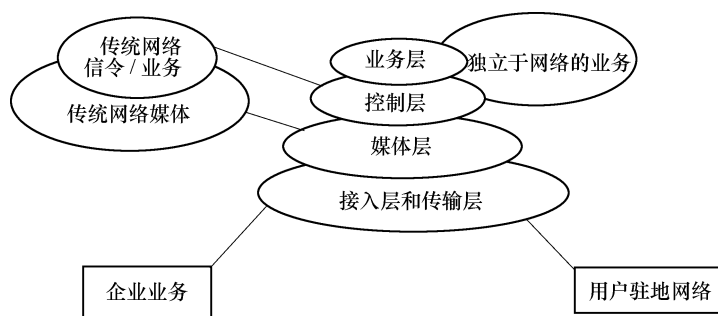 传统网络
信令 / 业务
传统网络媒体
业务层
独立于网络的业务
控制层
媒体层
接入层和传输层
企业业务
用户驻地网络